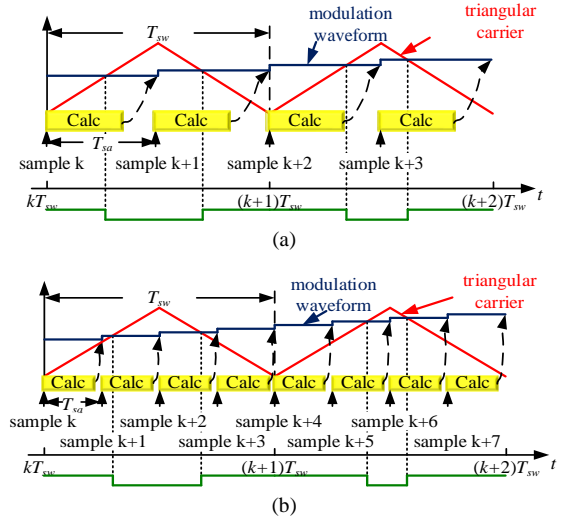 modulation
waveform
triangular
carrier
T_sw
Calc Calc Calc Calc
T_sa
sample k sample k+1 sample k+2 sample k+3
t
kT_sw (k+1)T_sw (k+2)T_sw
(a)
modulation
waveform
triangular
carrier
T_sw
Calc Calc Calc Calc Calc Calc Calc Calc
T_sa
sample k sample k+2 sample k+4 sample k+6
sample k+1 sample k+3 sample k+5 sample k+7
t
kT_sw (k+1)T_sw (k+2)T_sw
(b)